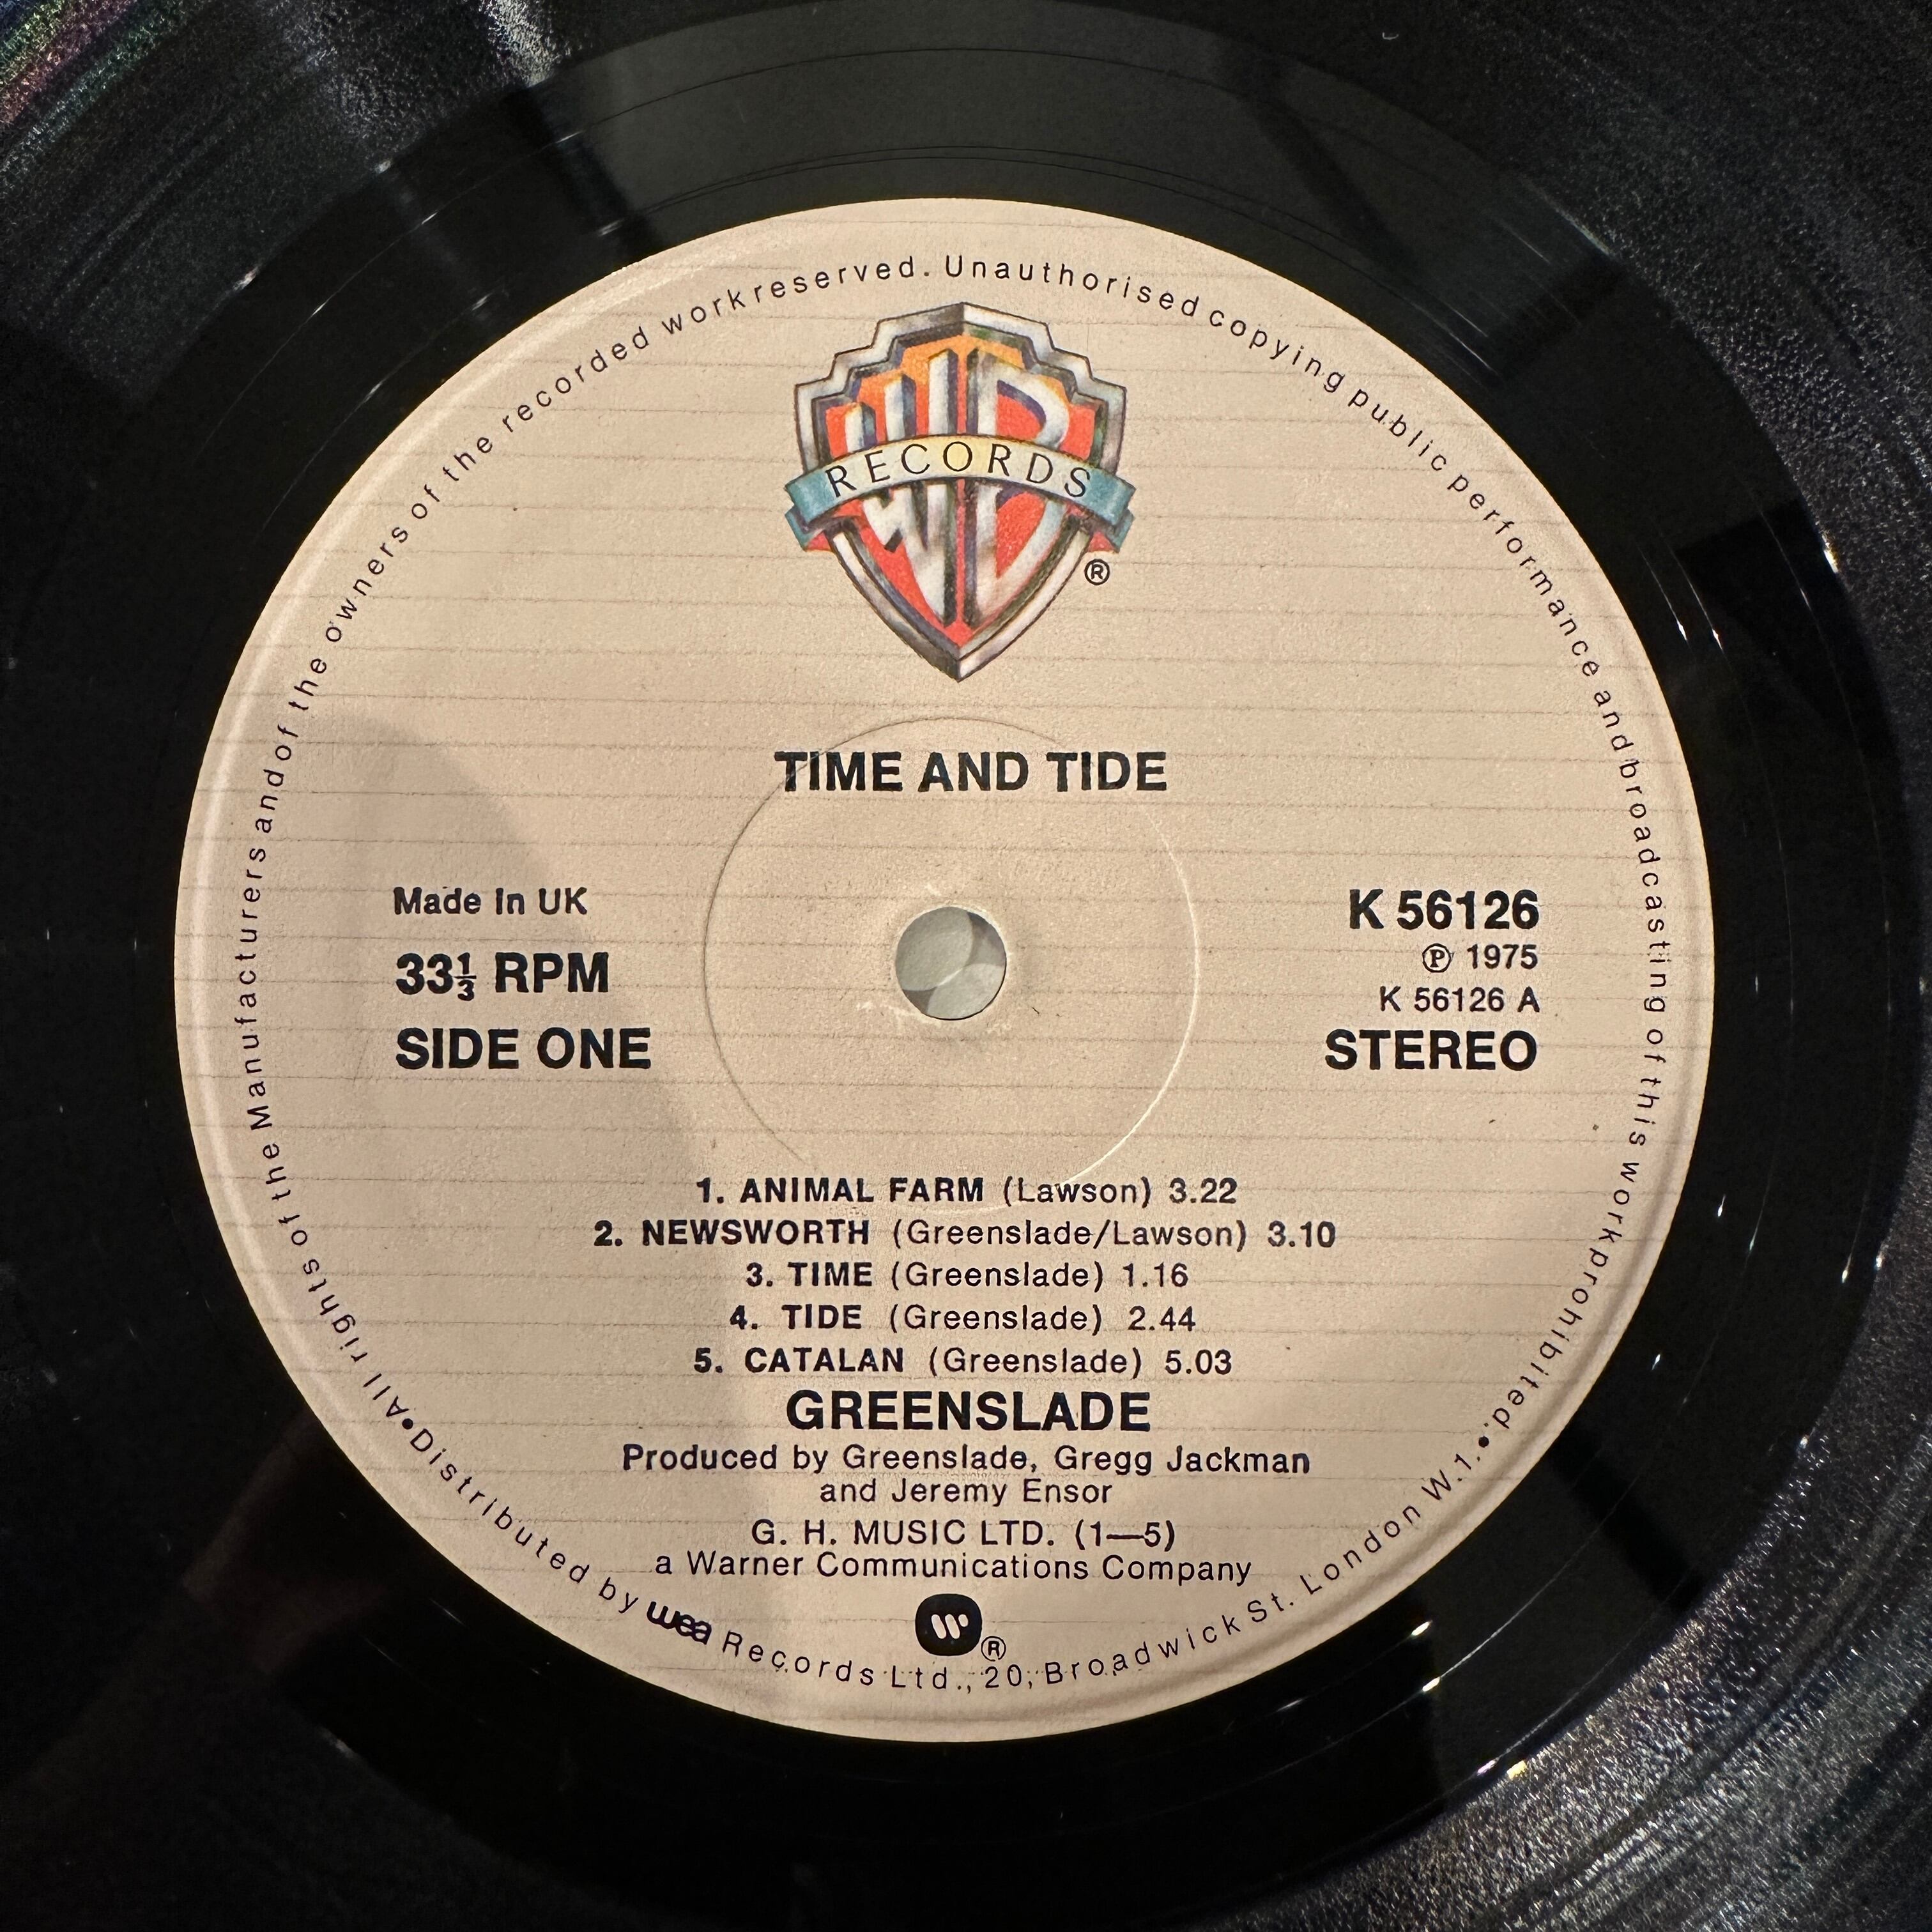 All rights of the Manufacturers and of the owners of the recorded work reserved. Unauthorised copying public performance and broadcasting of this work prohibited.
WB
RECORDS
®
TIME AND TIDE
Made In UK
33⅓ RPM
SIDE ONE
K 56126
℗ 1975
K 56126 A
STEREO
1. ANIMAL FARM (Lawson) 3.22
2. NEWSWORTH (Greenslade/Lawson) 3.10
3. TIME (Greenslade) 1.16
4. TIDE (Greenslade) 2.44
5. CATALAN (Greenslade) 5.03
GREENSLADE
Produced by Greenslade, Gregg Jackman
and Jeremy Ensor
G. H. MUSIC LTD. (1—5)
a Warner Communications Company
®
• Distributed by wea Records Ltd., 20, Broadwick St. London W.1. •